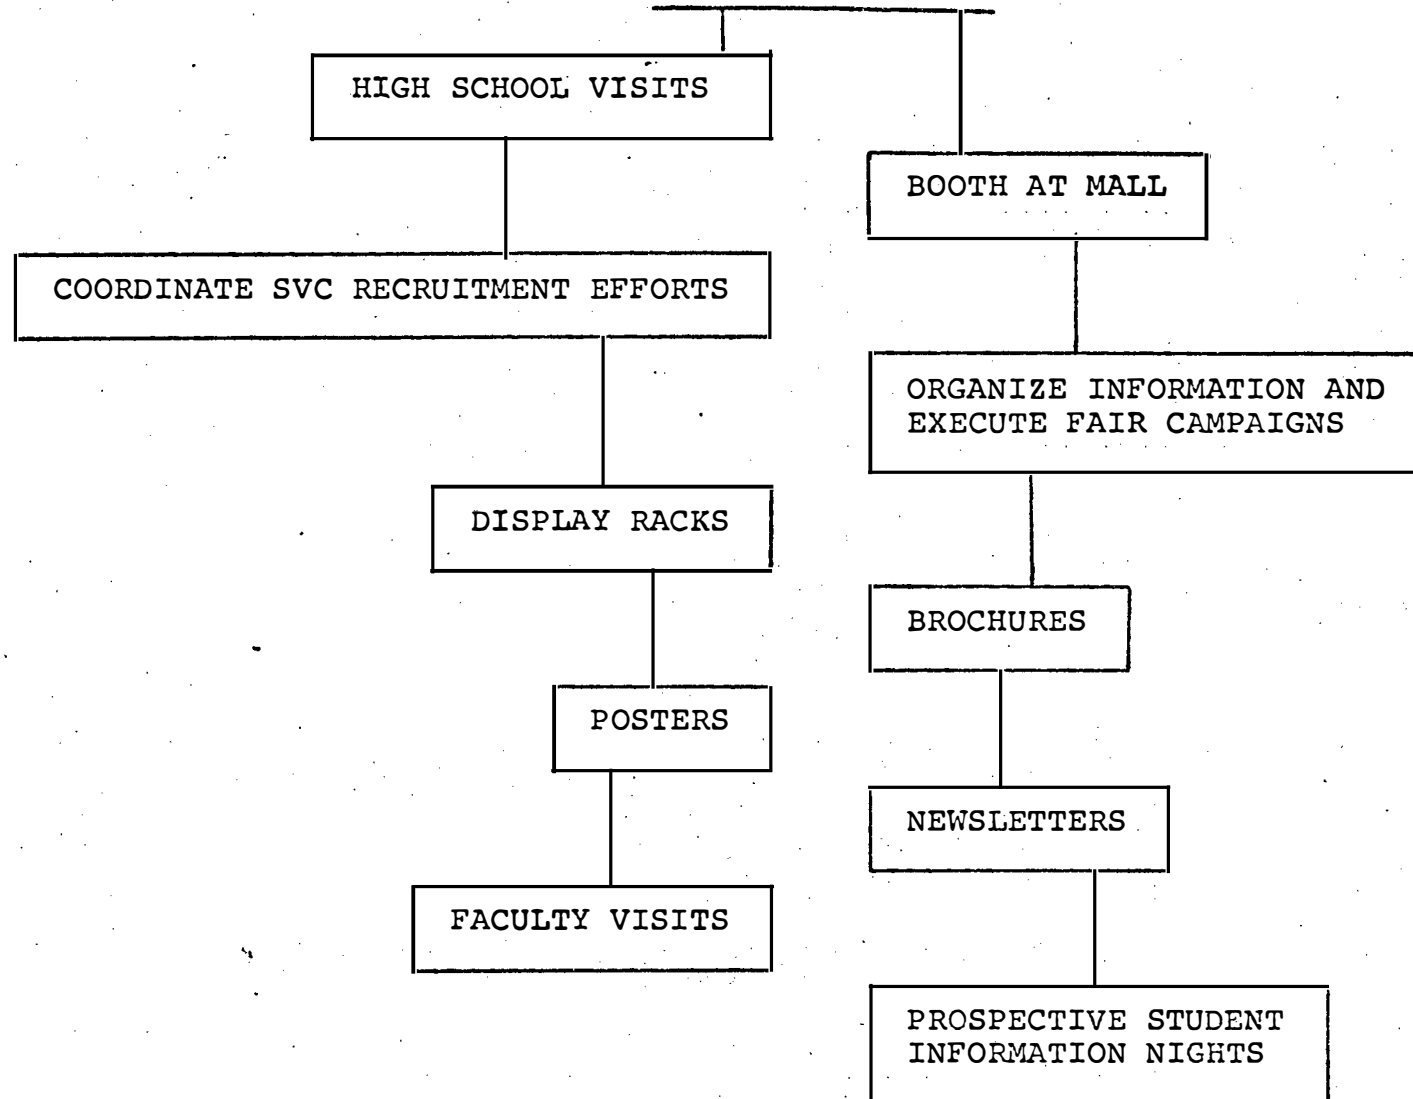 HIGH SCHOOL VISITS
COORDINATE SVC RECRUITMENT EFFORTS
DISPLAY RACKS
POSTERS
FACULTY VISITS
BOOTH AT MALL
ORGANIZE INFORMATION AND
EXECUTE FAIR CAMPAIGNS
BROCHURES
NEWSLETTERS
PROSPECTIVE STUDENT
INFORMATION NIGHTS